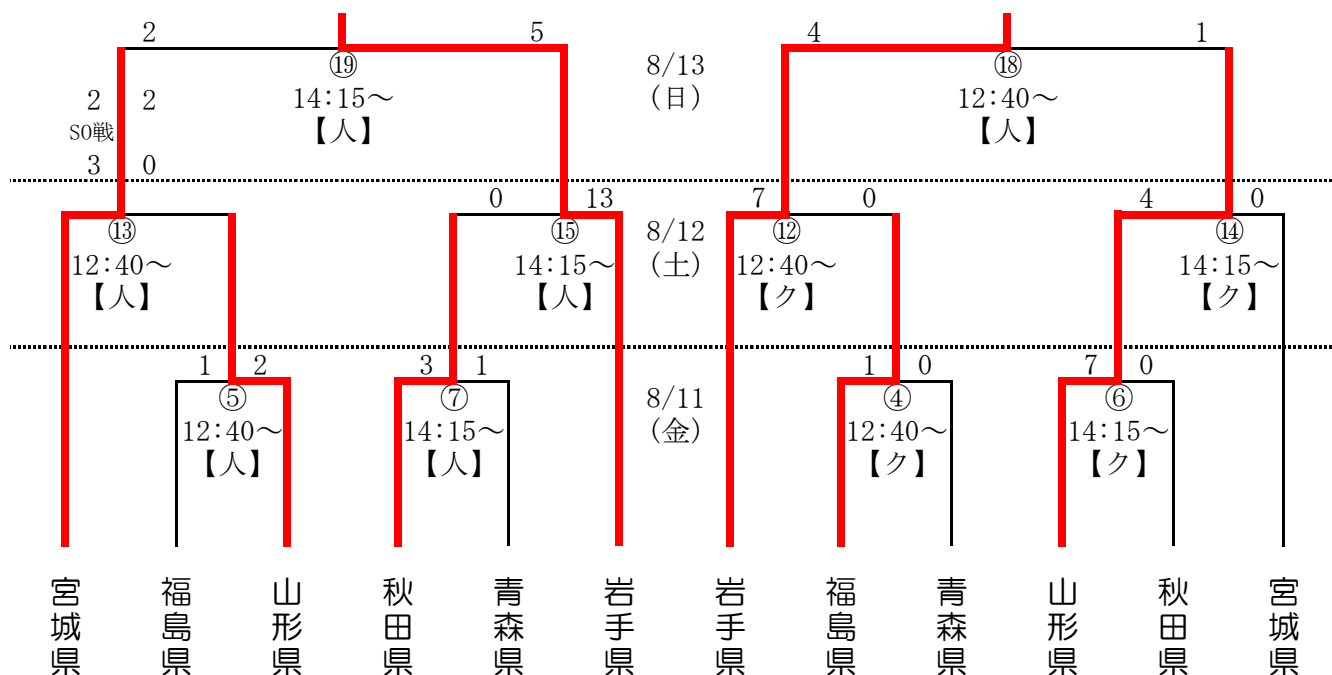 2 5 4 1
⑲ 8/13 ⑱
14:15～ (日) 12:40～
【人】 【人】
2 2
SO戦
3 0
0 13 7 0 4 0
⑬ ⑮ 8/12 ⑫ ⑭
12:40～ 14:15～ (土) 12:40～ 14:15～
【人】 【人】 【ク】 【ク】
1 2 3 1 1 0 7 0
⑤ ⑦ 8/11 ④ ⑥
12:40～ 14:15～ (金) 12:40～ 14:15～
【人】 【人】 【ク】 【ク】
宮城県
福島県
山形県
秋田県
青森県
岩手県
岩手県
福島県
青森県
山形県
秋田県
宮城県